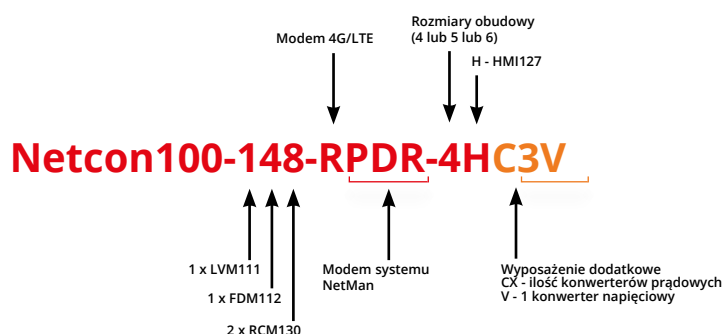 Rozmiary obudowy
(4 lub 5 lub 6)
Modem 4G/LTE
H - HMI127
Netcon100-148-RPDR-4HC3V
1 x LVM111
1 x FDM112
2 x RCM130
Modem systemu
NetMan
Wyposażenie dodatkowe
CX - ilość konwerterów prądowych
V - 1 konwerter napięciowy